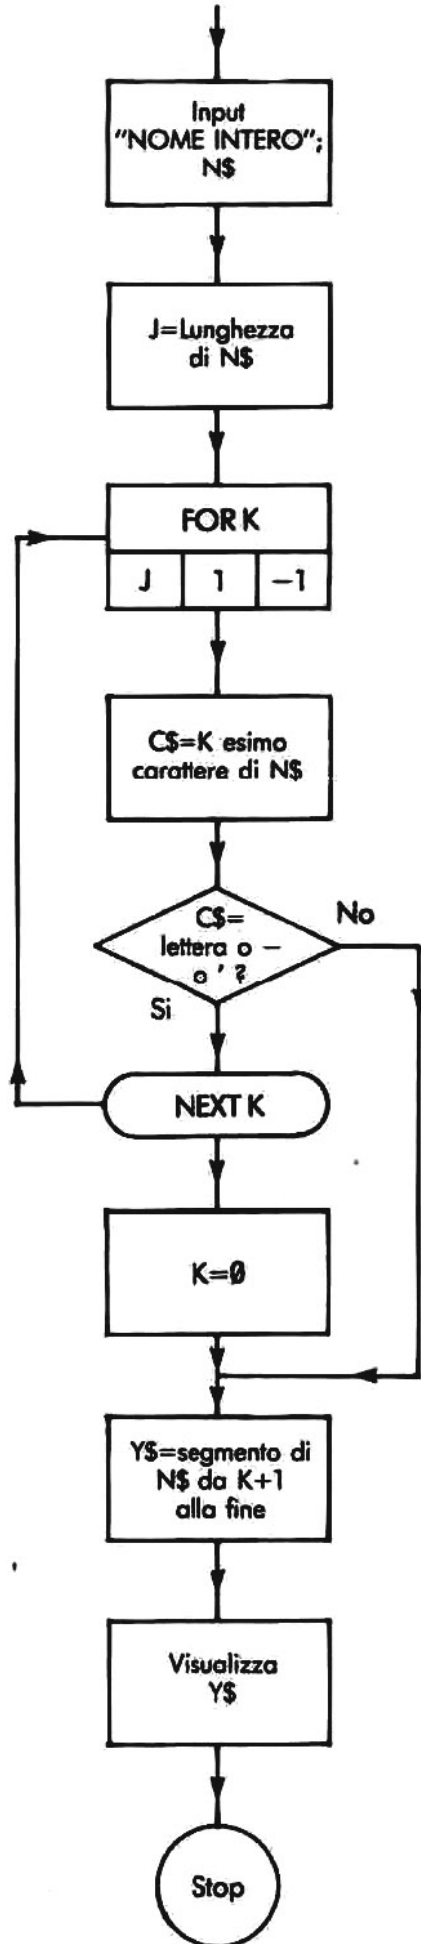 Input
"NOME INTERO";
N$
J=Lunghezza
di N$
FOR K
J 1 −1
C$=K esimo
carattere di N$
C$=
lettera o −
o ' ?
No
Si
NEXT K
K=0
Y$=segmento di
N$ da K+1
alla fine
Visualizza
Y$
Stop